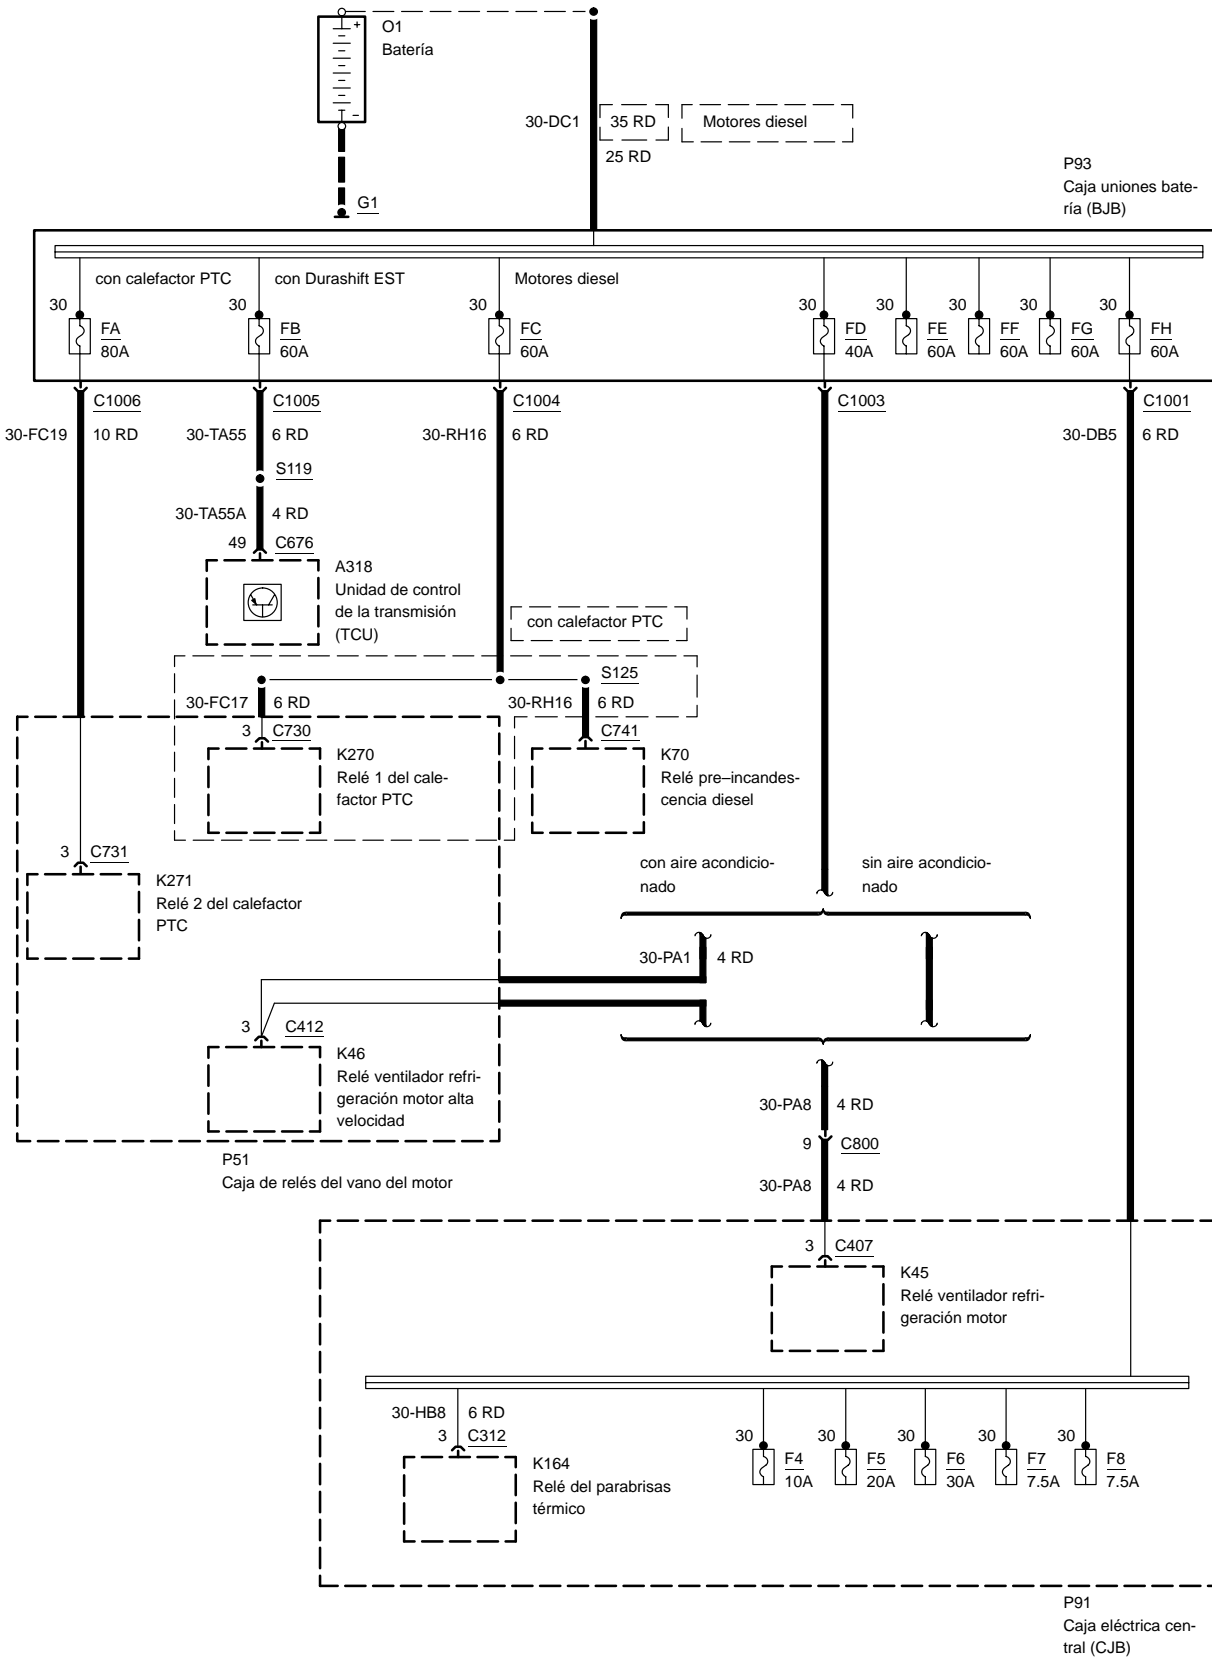 O1
Batería
30-DC1
35 RD
Motores diesel
25 RD
P93
Caja uniones bate-
ría (BJB)
G1
con calefactor PTC
con Durashift EST
Motores diesel
30
30
30
30
30
30
30
30
FA
80A
FB
60A
FC
60A
FD
40A
FE
60A
FF
60A
FG
60A
FH
60A
C1006
C1005
C1004
C1003
C1001
30-FC19
10 RD
30-TA55
6 RD
30-RH16
6 RD
30-DB5
6 RD
S119
30-TA55A
4 RD
49
C676
A318
Unidad de control
de la transmisión
(TCU)
con calefactor PTC
S125
30-FC17
6 RD
30-RH16
6 RD
3
C730
C741
K270
Relé 1 del cale-
factor PTC
K70
Relé pre–incandes-
cencia diesel
3
C731
K271
Relé 2 del calefactor
PTC
con aire acondicio-
nado
sin aire acondicio-
nado
30-PA1
4 RD
3
C412
K46
Relé ventilador refri-
geración motor alta
velocidad
P51
Caja de relés del vano del motor
30-PA8
4 RD
9
C800
30-PA8
4 RD
3
C407
K45
Relé ventilador refri-
geración motor
30-HB8
6 RD
3
C312
K164
Relé del parabrisas
térmico
30
30
30
30
30
F4
10A
F5
20A
F6
30A
F7
7.5A
F8
7.5A
P91
Caja eléctrica cen-
tral (CJB)